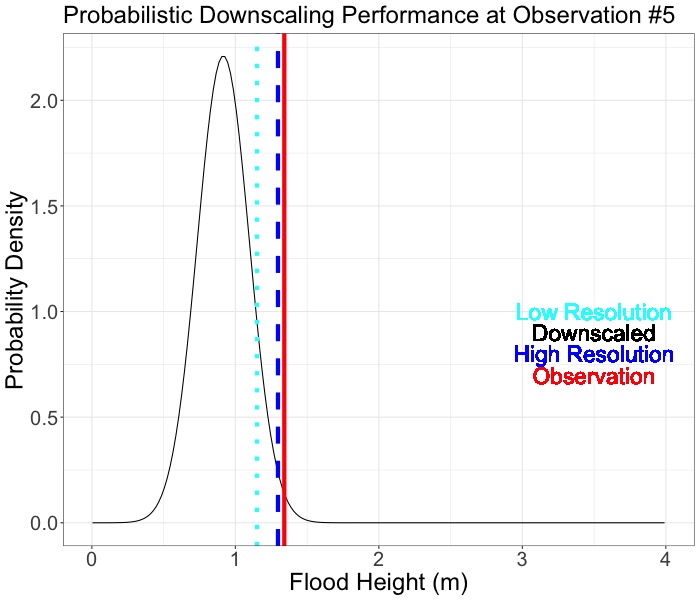 Probabilistic Downscaling Performance at Observation #5
Probability Density
2.0
1.5
1.0
0.5
0.0
Low Resolution
Downscaled
High Resolution
Observation
0 1 2 3 4
Flood Height (m)